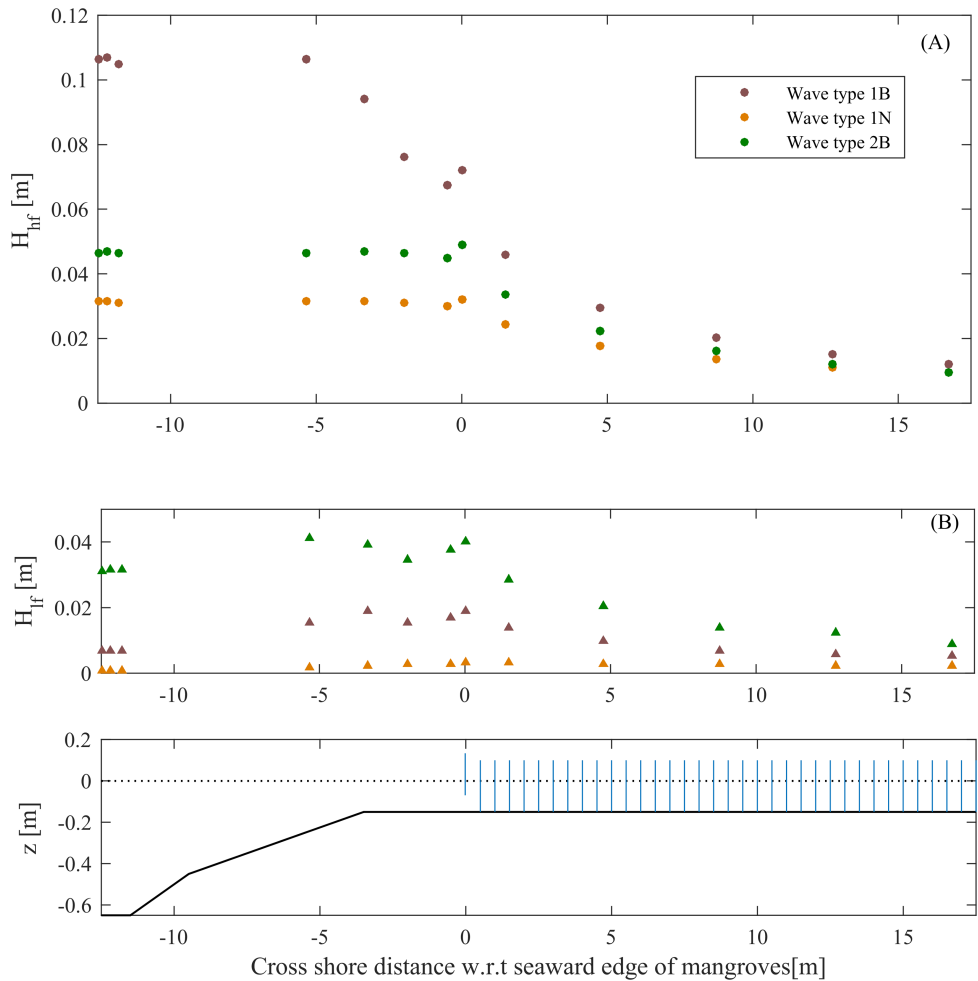 (A)
0.12
0.1
0.08
0.06
0.04
0.02
0
H_hf [m]
Wave type 1B
Wave type 1N
Wave type 2B
-10 -5 0 5 10 15
(B)
0.04
0.02
0
H_lf [m]
-10 -5 0 5 10 15
0.2
0
-0.2
-0.4
-0.6
z [m]
-10 -5 0 5 10 15
Cross shore distance w.r.t seaward edge of mangroves[m]